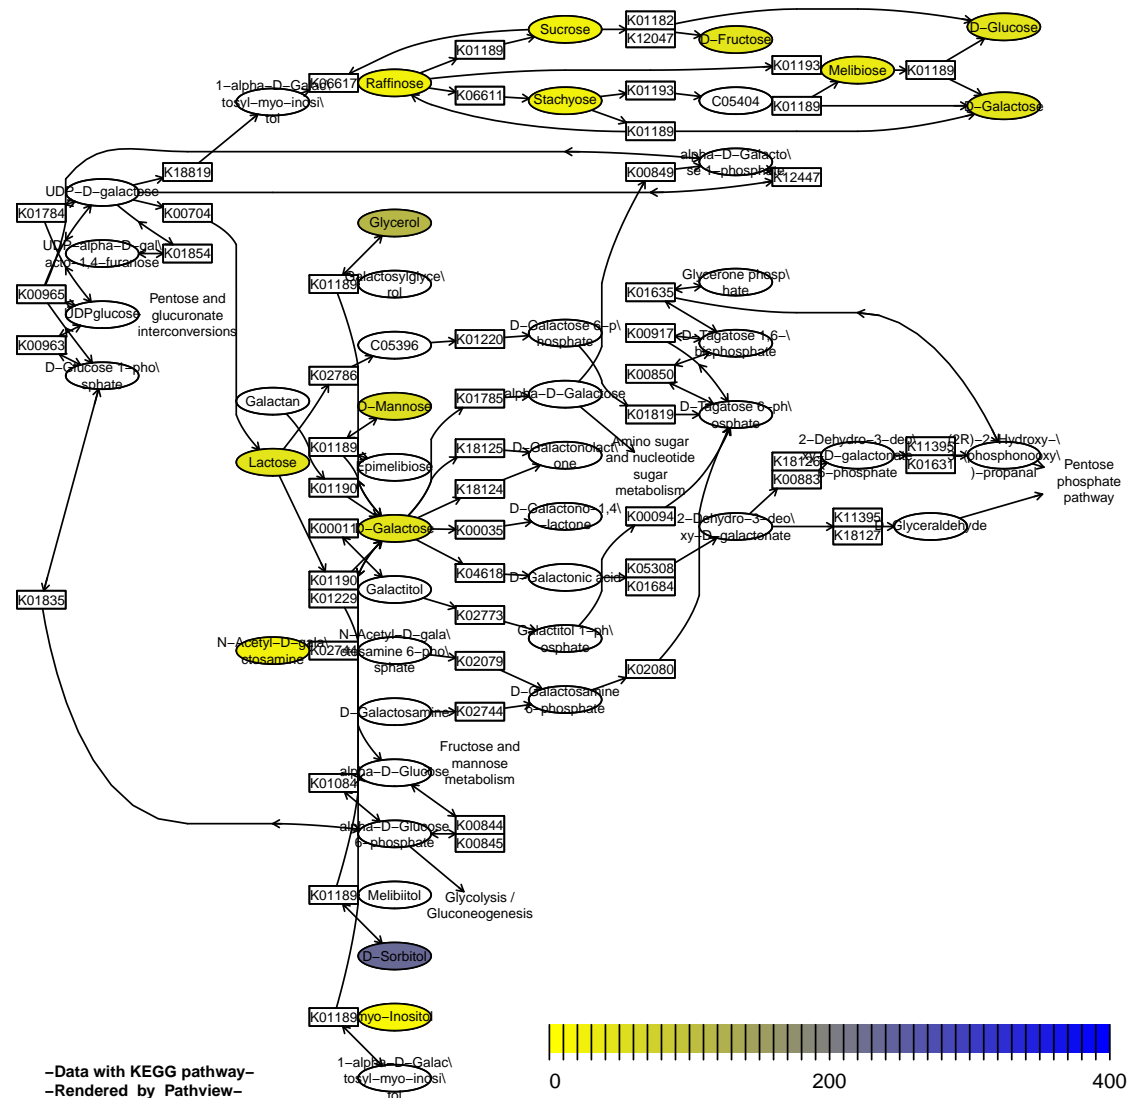 Sucrose
K01182
K12047
D−Glucose
D−Fructose
K01189
K01193
Melibiose
K01189
1−alpha−D−Galact
tosyl−myo−inosi\
tol
K06617
Raffinose
K06611
Stachyose
K01193
C05404
K01189
D−Galactose
K01189
K18819
K00849
alpha−D−Galacto\
se 1−phosphate
K12447
UDP−D−galactose
K01784
K00704
Glycerol
UDP−alpha−D−gal\
acto−1,4−furanose
K01854
K01189
Galactosylglyce\
rol
Glycerone phosp\
hate
K00965
K01635
Pentose and
glucuronate
interconversions
UDPglucose
K00963
C05396
K01220
D−Galactose 6−p\
hosphate
K00917
D−Tagatose 1,6−\
bisphosphate
D−Glucose 1−pho\
sphate
K02786
K00850
Galactan
D−Mannose
K01785
alpha−D−Galactose
K01819
D−Tagatose 6−ph\
osphate
K01189
K18125
D−Galactonolact\
one
Amino sugar
and nucleotide
sugar
metabolism
Lactose
Epimelibiose
K01190
K18124
2−Dehydro−3−deo\
xy−D−galactonate
6−phosphate
K18126
K00883
K11395
K01631
(2R)−2−Hydroxy−\
(phosphonooxy\
)−propanal
Pentose
phosphate
pathway
K00011
D−Galactose
K00035
D−Galactono−1,4\
−lactone
K00094
2−Dehydro−3−deo\
xy−D−galactonate
K11395
K18127
D−Glyceraldehyde
K01190
K01229
Galactitol
K04618
D−Galactonic acid
K05308
K01684
K01835
K02773
Galactitol 1−ph\
osphate
N−Acetyl−D−gala\
ctosamine
K02744
N−Acetyl−D−gala\
ctosamine 6−pho\
sphate
K02079
K02080
D−Galactosamine
K02744
D−Galactosamine
6−phosphate
Fructose and
mannose
metabolism
K01084
alpha−D−Glucose
alpha−D−Glucose
6−phosphate
K00844
K00845
K01189
Melibiitol
Glycolysis /
Gluconeogenesis
D−Sorbitol
K01189
myo−Inositol
1−alpha−D−Galac\
tosyl−myo−inosi\
tol
−Data with KEGG pathway−
−Rendered by Pathview−
0
200
400